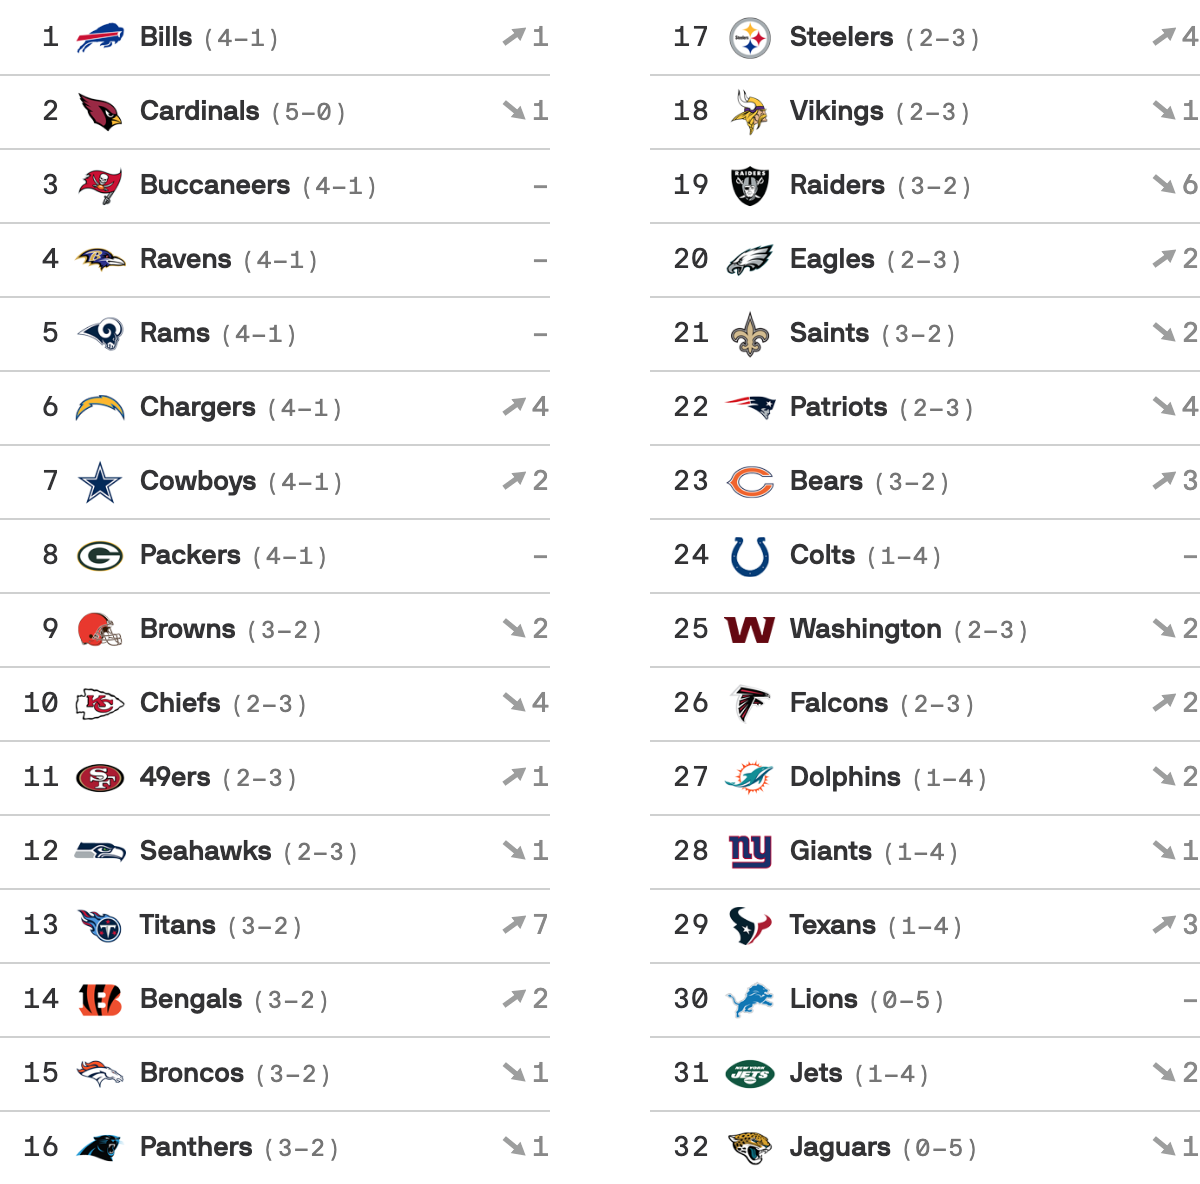 1 Bills (4-1) ↗ 1
2 Cardinals (5-0) ↘ 1
3 Buccaneers (4-1) –
4 Ravens (4-1) –
5 Rams (4-1) –
6 Chargers (4-1) ↗ 4
7 Cowboys (4-1) ↗ 2
8 Packers (4-1) –
9 Browns (3-2) ↘ 2
10 Chiefs (2-3) ↘ 4
11 49ers (2-3) ↗ 1
12 Seahawks (2-3) ↘ 1
13 Titans (3-2) ↗ 7
14 Bengals (3-2) ↗ 2
15 Broncos (3-2) ↘ 1
16 Panthers (3-2) ↘ 1
17 Steelers (2-3) ↗ 4
18 Vikings (2-3) ↘ 1
19 RAIDERS Raiders (3-2) ↘ 6
20 Eagles (2-3) ↗ 2
21 Saints (3-2) ↘ 2
22 Patriots (2-3) ↘ 4
23 Bears (3-2) ↗ 3
24 Colts (1-4) –
25 W Washington (2-3) ↘ 2
26 Falcons (2-3) ↗ 2
27 Dolphins (1-4) ↘ 2
28 ny Giants (1-4) ↘ 1
29 Texans (1-4) ↗ 3
30 Lions (0-5) –
31 NEW YORK JETS Jets (1-4) ↘ 2
32 Jaguars (0-5) ↘ 1